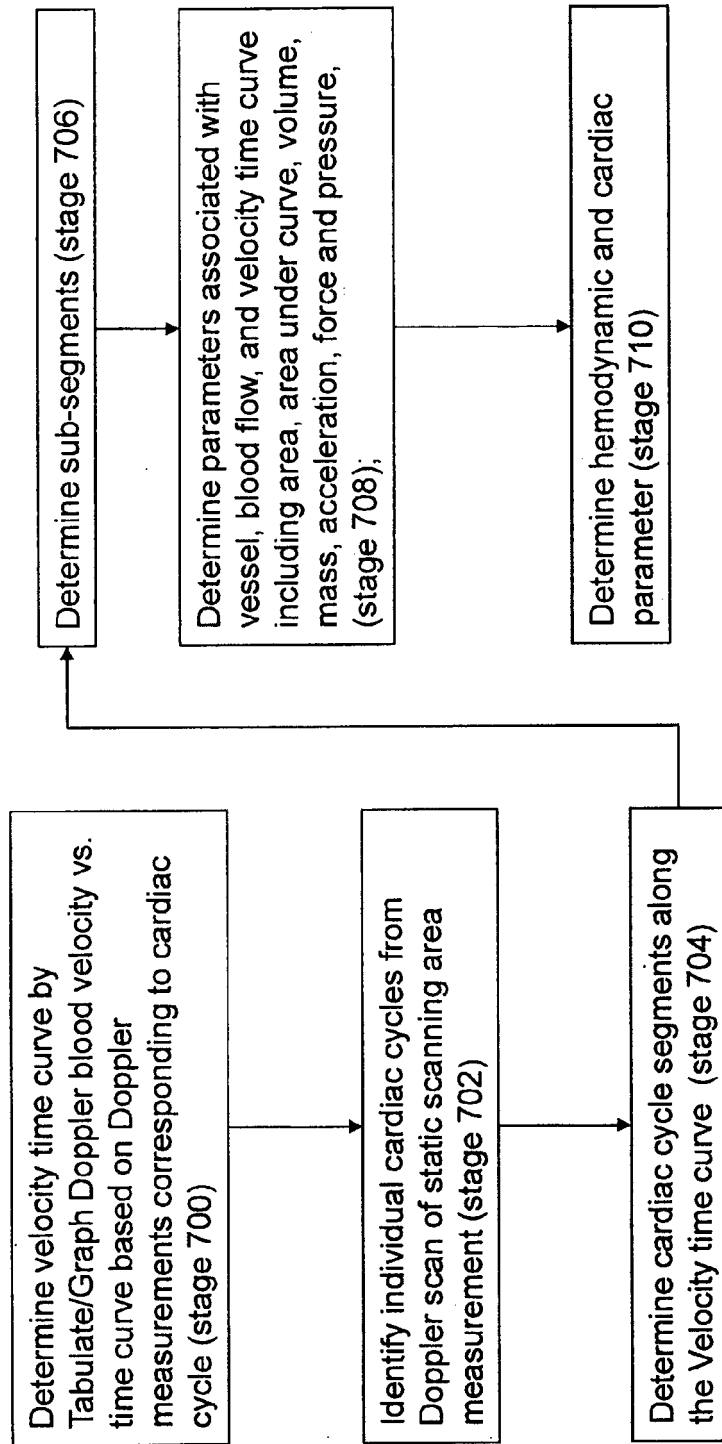 Determine velocity time curve by
Tabulate/Graph Doppler blood velocity vs.
time curve based on Doppler
measurements corresponding to cardiac
cycle (stage 700)
Identify individual cardiac cycles from
Doppler scan of static scanning area
measurement (stage 702)
Determine cardiac cycle segments along
the Velocity time curve (stage 704)
Determine sub-segments (stage 706)
Determine parameters associated with
vessel, blood flow, and velocity time curve
including area, area under curve, volume,
mass, acceleration, force and pressure,
(stage 708);
Determine hemodynamic and cardiac
parameter (stage 710)